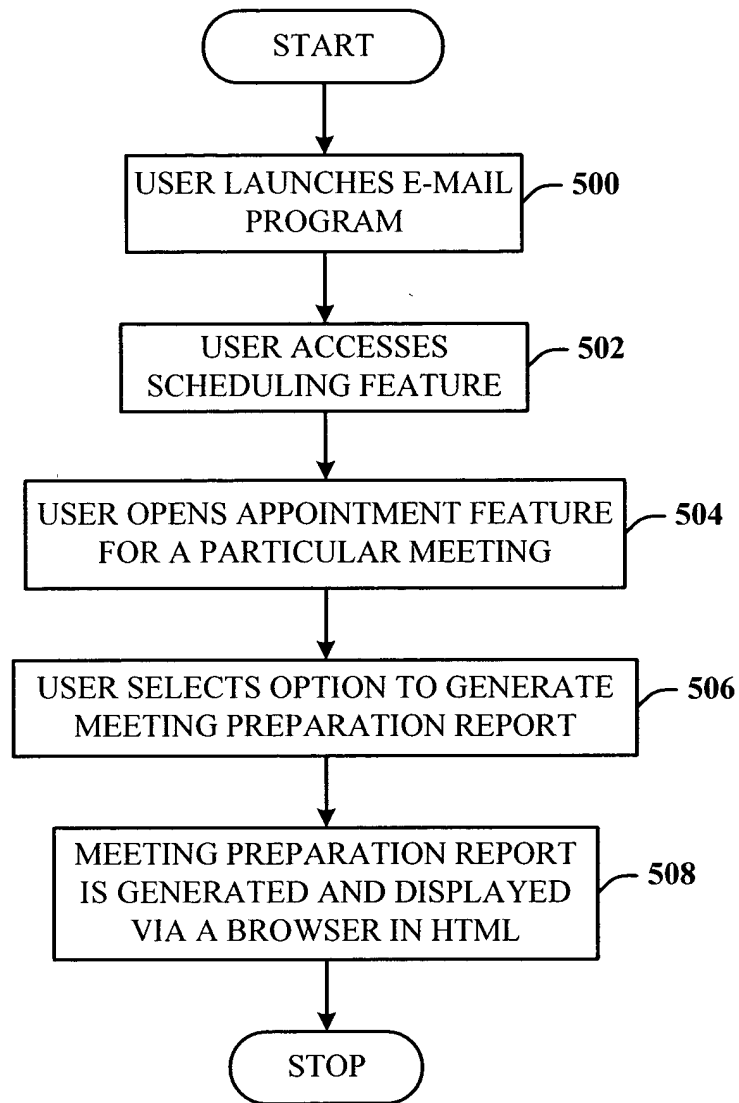 START
USER LAUNCHES E-MAIL
PROGRAM
500
USER ACCESSES
SCHEDULING FEATURE
502
USER OPENS APPOINTMENT FEATURE
FOR A PARTICULAR MEETING
504
USER SELECTS OPTION TO GENERATE
MEETING PREPARATION REPORT
506
MEETING PREPARATION REPORT
IS GENERATED AND DISPLAYED
VIA A BROWSER IN HTML
508
STOP